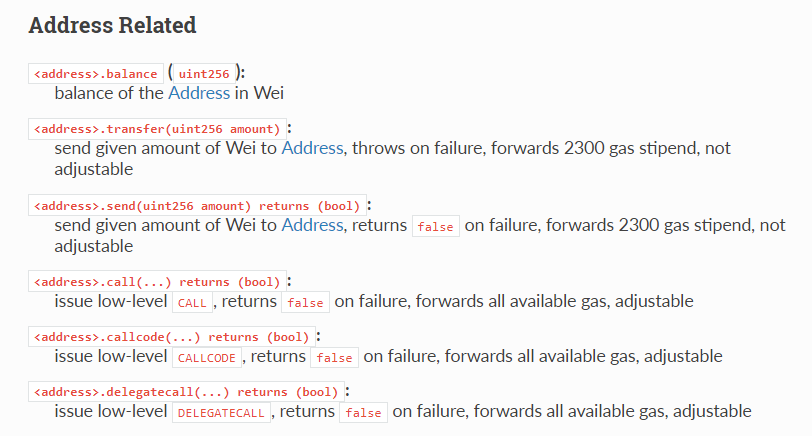 Address Related
<address>.balance (uint256):
balance of the Address in Wei
<address>.transfer(uint256 amount):
send given amount of Wei to Address, throws on failure, forwards 2300 gas stipend, not
adjustable
<address>.send(uint256 amount) returns (bool):
send given amount of Wei to Address, returns false on failure, forwards 2300 gas stipend, not
adjustable
<address>.call(...) returns (bool):
issue low-level CALL, returns false on failure, forwards all available gas, adjustable
<address>.callcode(...) returns (bool):
issue low-level CALLCODE, returns false on failure, forwards all available gas, adjustable
<address>.delegatecall(...) returns (bool):
issue low-level DELEGATECALL, returns false on failure, forwards all available gas, adjustable